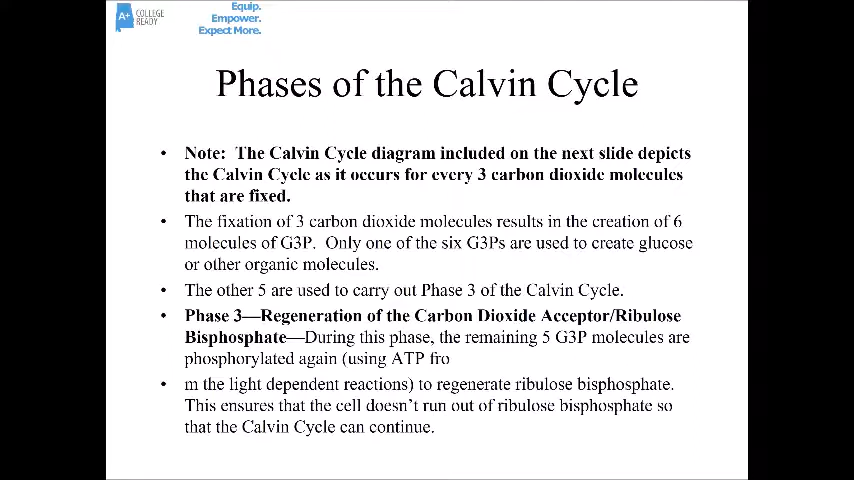 A+ COLLEGE
READY
Equip.
Empower.
Expect More.
Phases of the Calvin Cycle
• Note: The Calvin Cycle diagram included on the next slide depicts
the Calvin Cycle as it occurs for every 3 carbon dioxide molecules
that are fixed.
• The fixation of 3 carbon dioxide molecules results in the creation of 6
molecules of G3P. Only one of the six G3Ps are used to create glucose
or other organic molecules.
• The other 5 are used to carry out Phase 3 of the Calvin Cycle.
• Phase 3—Regeneration of the Carbon Dioxide Acceptor/Ribulose
Bisphosphate—During this phase, the remaining 5 G3P molecules are
phosphorylated again (using ATP fro
• m the light dependent reactions) to regenerate ribulose bisphosphate.
This ensures that the cell doesn’t run out of ribulose bisphosphate so
that the Calvin Cycle can continue.